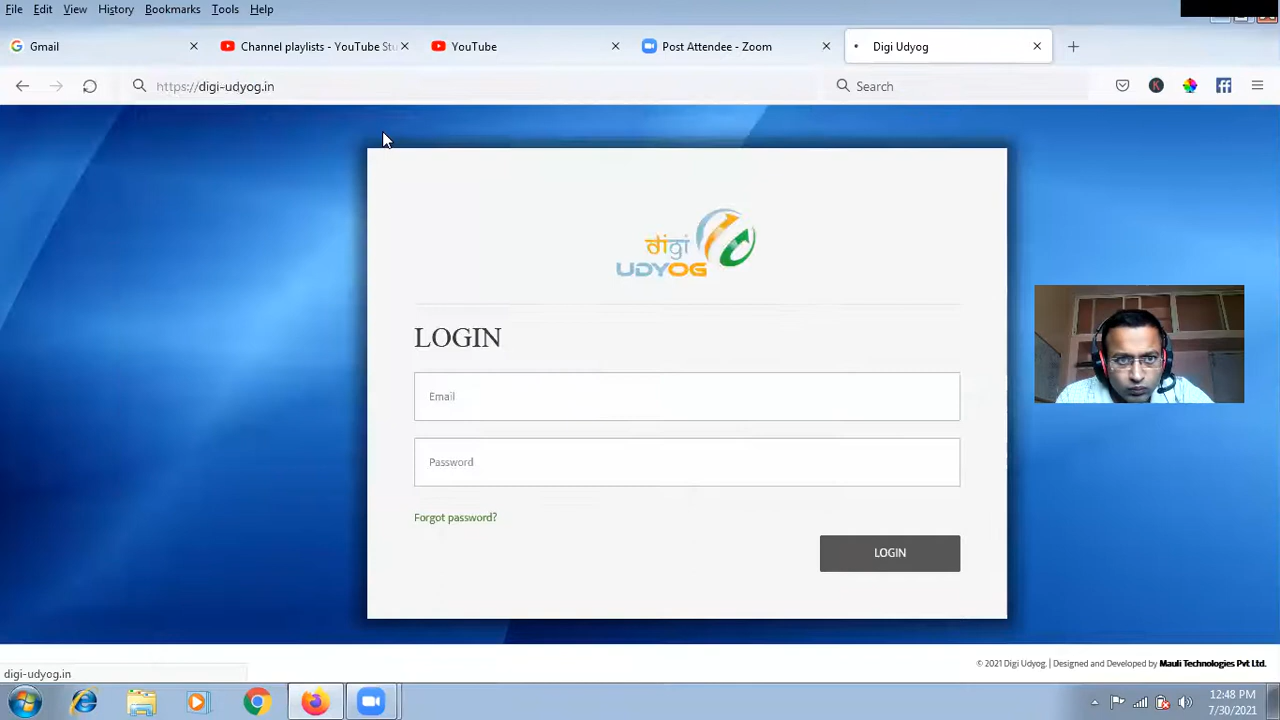 File Edit View History Bookmarks Tools Help
Gmail
Channel playlists - YouTube Stu
YouTube
Post Attendee - Zoom
Digi Udyog
https://digi-udyog.in
Search
डिgi
UDYOG
LOGIN
Email
Password
Forgot password?
LOGIN
© 2021 Digi Udyog. | Designed and Developed by Mauli Technologies Pvt Ltd.
digi-udyog.in
12:48 PM
7/30/2021